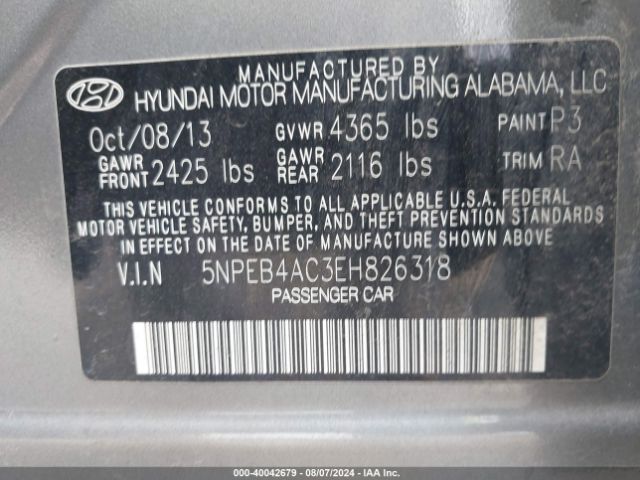 MANUFACTURED BY
HYUNDAI MOTOR MANUFACTURING ALABAMA, LLC
Oct/08/13 GVWR 4365 lbs PAINT P3
GAWR FRONT 2425 lbs GAWR REAR 2116 lbs TRIM RA
THIS VEHICLE CONFORMS TO ALL APPLICABLE U.S.A. FEDERAL
MOTOR VEHICLE SAFETY, BUMPER, AND THEFT PREVENTION STANDARDS
IN EFFECT ON THE DATE OF MANUFACTURE SHOWN ABOVE.
V.I.N 5NPEB4AC3EH826318
PASSENGER CAR
000-40042679 - 08/07/2024 - IAA Inc.